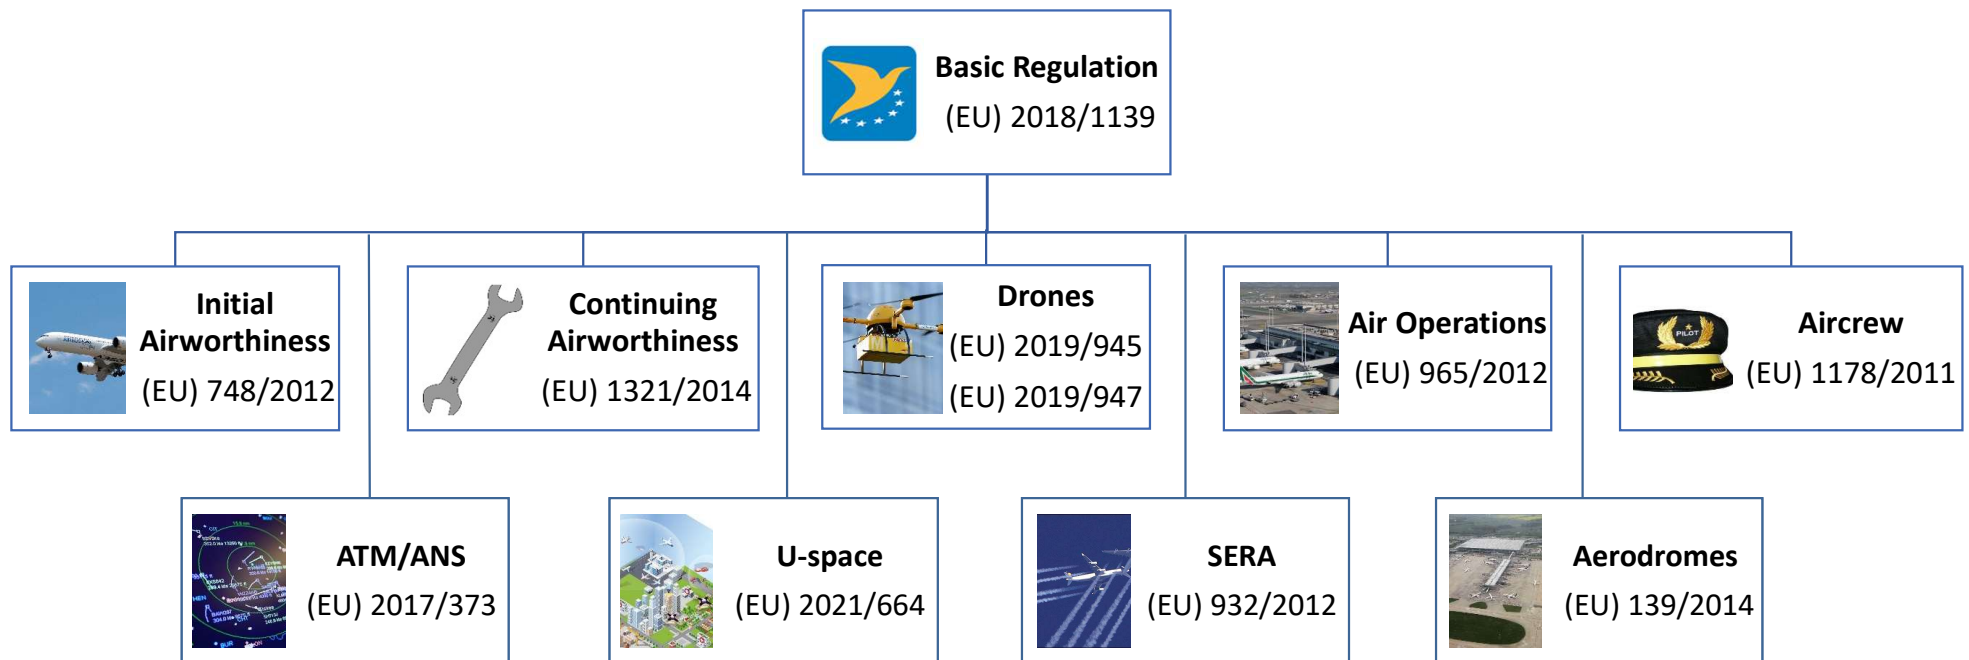 Basic Regulation
(EU) 2018/1139
Initial
Airworthiness
(EU) 748/2012
Continuing
Airworthiness
(EU) 1321/2014
Drones
(EU) 2019/945
(EU) 2019/947
Air Operations
(EU) 965/2012
PILOT
Aircrew
(EU) 1178/2011
ATM/ANS
(EU) 2017/373
U-space
(EU) 2021/664
SERA
(EU) 932/2012
Aerodromes
(EU) 139/2014